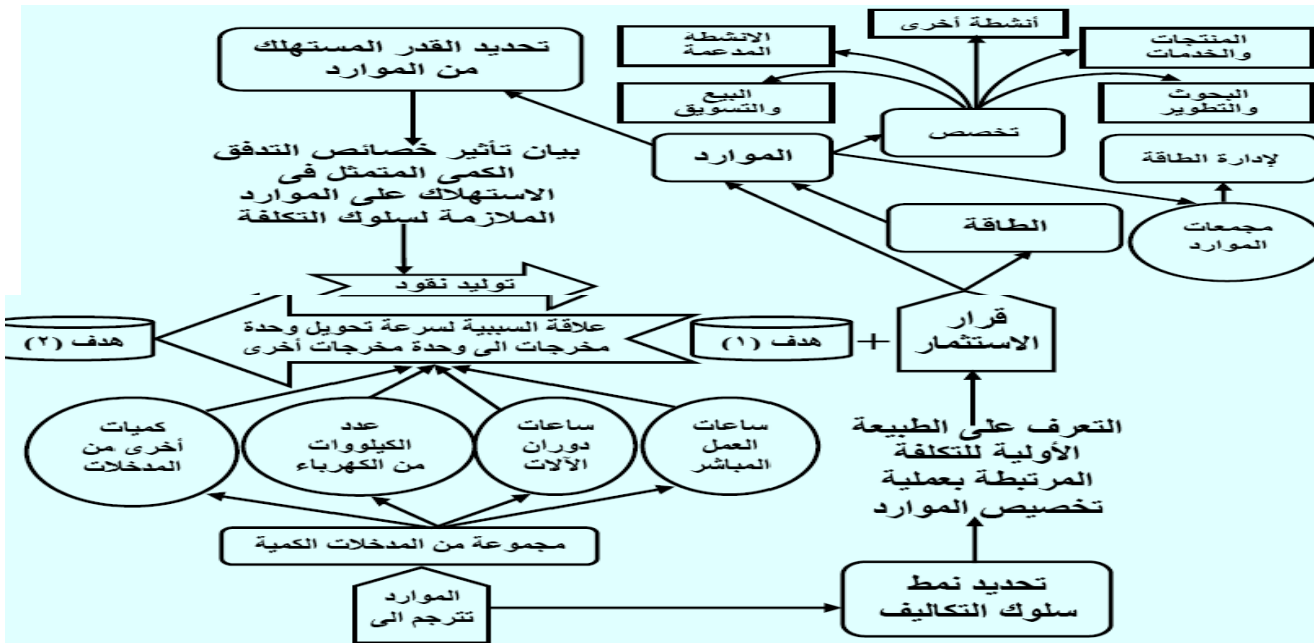 أنشطة أخرى
المنتجات
والخدمات
الانشطة
المدعمة
البحوث
والتطوير
البيع
والتسويق
تخصص
تحديد القدر المستهلك
من الموارد
الموارد
لإدارة الطاقة
بيان تأثير خصائص التدفق
الكمى المتمثل فى
الاستهلاك على الموارد
الملازمة لسلوك التكلفة
الطاقة
مجمعات
الموارد
توليد نقود
قرار
الاستثمار
+
هدف (١)
علاقة السببية لسرعة تحويل وحدة
مخرجات الى وحدة مخرجات أخرى
هدف (٢)
ساعات
العمل
المباشر
ساعات
دوران
الآلات
عدد
الكيلووات
من الكهرباء
كميات
أخرى من
المدخلات
التعرف على الطبيعة
الأولية للتكلفة
المرتبطة بعملية
تخصيص الموارد
مجموعة من المدخلات الكمية
تحديد نمط
سلوك التكاليف
الموارد
تترجم الى